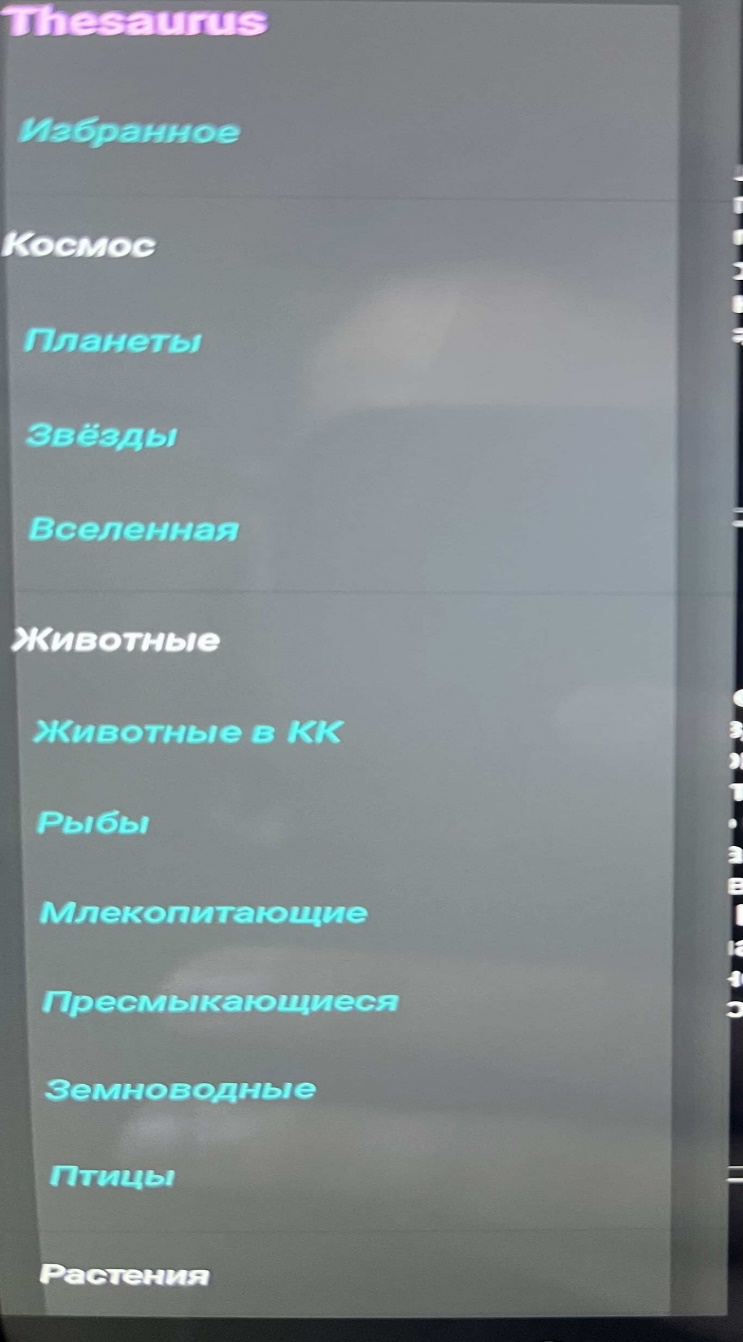 Thesaurus
Избранное
Космос
Планеты
Звёзды
Вселенная
Животные
Животные в КК
Рыбы
Млекопитающие
Пресмыкающиеся
Земноводные
Птицы
Растения